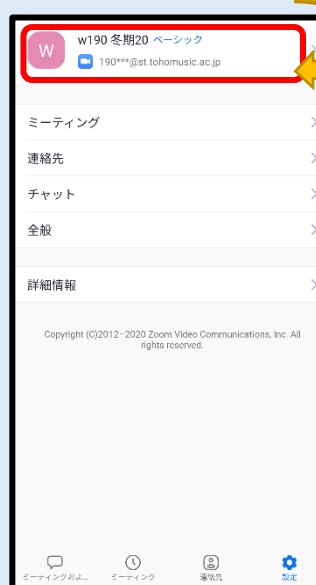 W
w190 冬期20 ベーシック
190***@st.tohomusic.ac.jp
ミーティング
連絡先
チャット
全般
詳細情報
Copyright (C)2012-2020 Zoom Video Communications, Inc. All
rights reserved.
ミーティングおよ... ミーティング 連絡先 設定